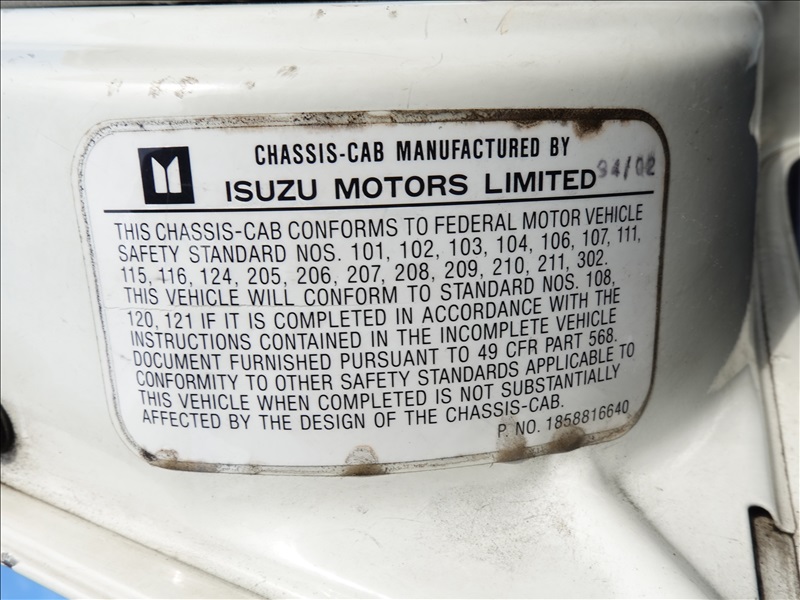 CHASSIS-CAB MANUFACTURED BY
ISUZU MOTORS LIMITED 94/02
THIS CHASSIS-CAB CONFORMS TO FEDERAL MOTOR VEHICLE
SAFETY STANDARD NOS. 101, 102, 103, 104, 106, 107, 111,
115, 116, 124, 205, 206, 207, 208, 209, 210, 211, 302.
THIS VEHICLE WILL CONFORM TO STANDARD NOS. 108,
120, 121 IF IT IS COMPLETED IN ACCORDANCE WITH THE
INSTRUCTIONS CONTAINED IN THE INCOMPLETE VEHICLE
DOCUMENT FURNISHED PURSUANT TO 49 CFR PART 568.
CONFORMITY TO OTHER SAFETY STANDARDS APPLICABLE TO
THIS VEHICLE WHEN COMPLETED IS NOT SUBSTANTIALLY
AFFECTED BY THE DESIGN OF THE CHASSIS-CAB.
P. NO. 1858816640